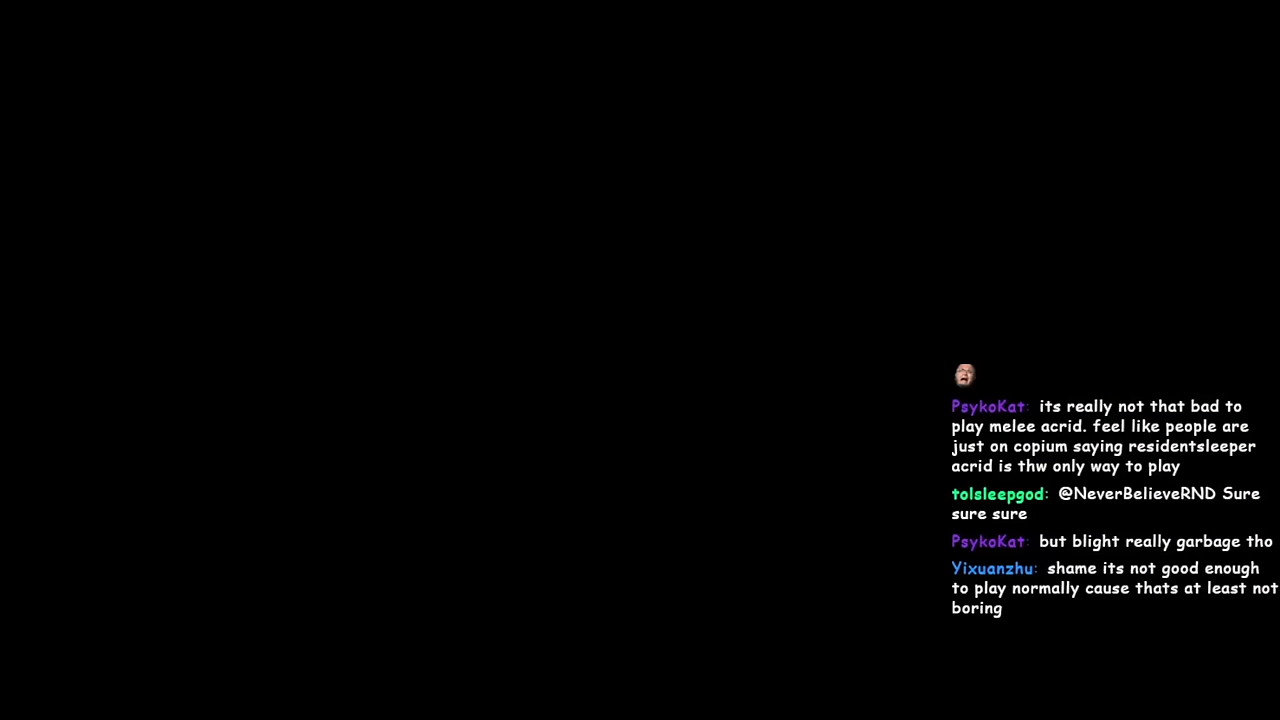 PsykoKat: its really not that bad to
play melee acrid. feel like people are
just on copium saying residentsleeper
acrid is thw only way to play
tolsleepgod: @NeverBelieveRND Sure
sure sure
PsykoKat: but blight really garbage tho
Yixuanzhu: shame its not good enough
to play normally cause thats at least not
boring